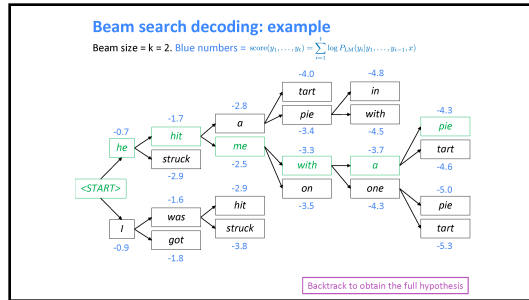 Beam search decoding: example
Beam size = k = 2. Blue numbers = score(y₁, …, yₜ) = ∑ᵢ₌₁ᵗ log P_LM(yᵢ|y₁, …, yᵢ₋₁, x)
-4.0 -4.8
tart in
-2.8
-1.7 a pie with -4.3
-0.7 hit -3.4 -4.5 pie
he me -3.3 -3.7
struck -2.5 with a tart
-2.9 -4.6
<START> -2.9 on one
-1.6 hit -3.5 -4.3 -5.0
was pie
I struck
-0.9 got -3.8 tart
-1.8 -5.3
Backtrack to obtain the full hypothesis